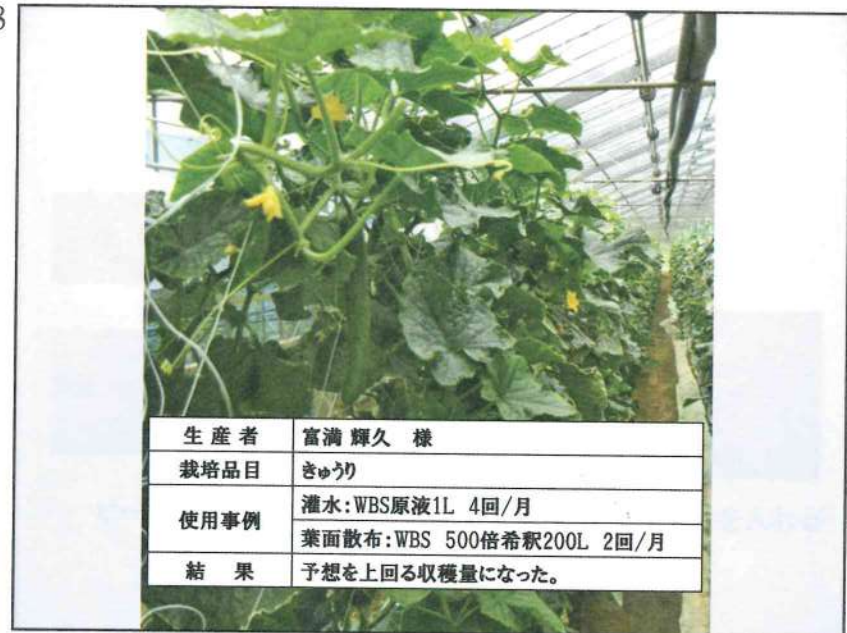 8
生産者 富満 輝久 様
栽培品目 きゅうり
使用事例 灌水:WBS原液1L 4回/月
葉面散布:WBS 500倍希釈200L 2回/月
結果 予想を上回る収穫量になった。